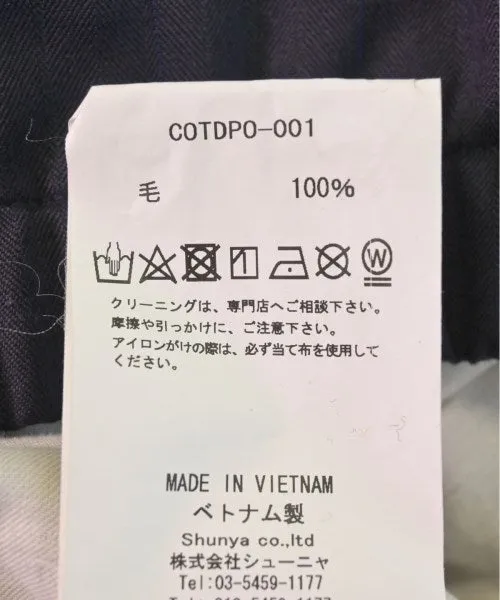 COTDPO-001
毛 100%
W
クリーニングは、専門店へご相談下さい。
摩擦や引っかけに、ご注意下さい。
アイロンがけの際は、必ず当て布を使用して
ください。
MADE IN VIETNAM
ベトナム製
Shunya co.,ltd
株式会社シューニャ
Tel:03-5459-1177